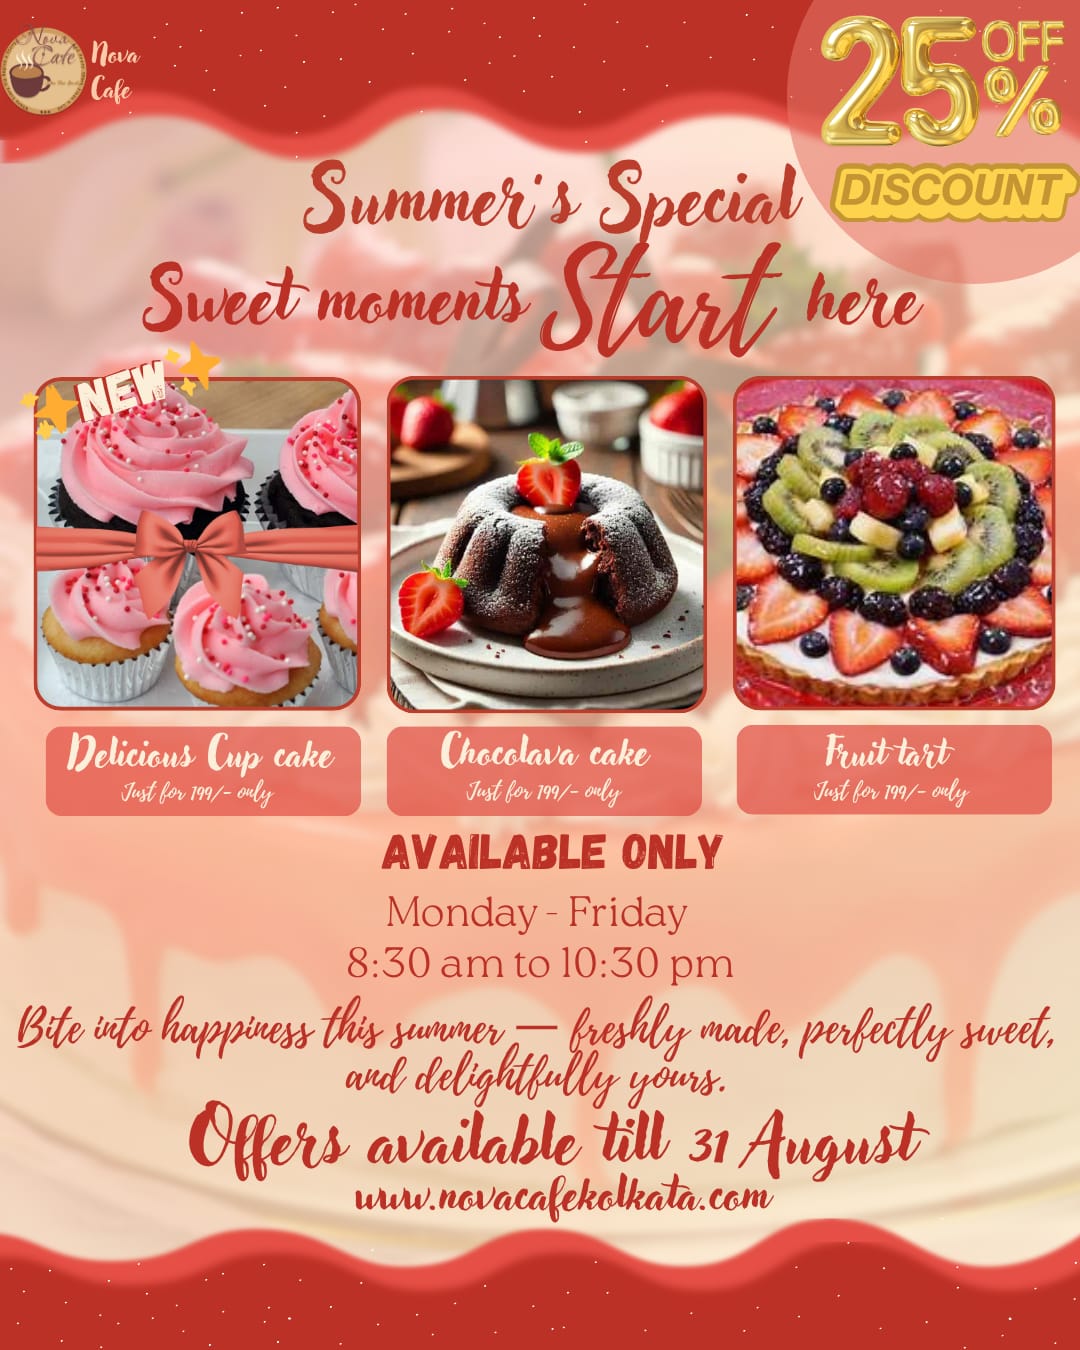 Nova
Cafe
Nova
Cafe
25% OFF
DISCOUNT
Summer's Special
Sweet moments Start here
NEW
Delicious Cup cake
Just for 199/- only
Chocolava cake
Just for 199/- only
Fruit tart
Just for 199/- only
AVAILABLE ONLY
Monday - Friday
8:30 am to 10:30 pm
Bite into happiness this summer — freshly made, perfectly sweet,
and delightfully yours.
Offers available till 31 August
www.novacafekolkata.com